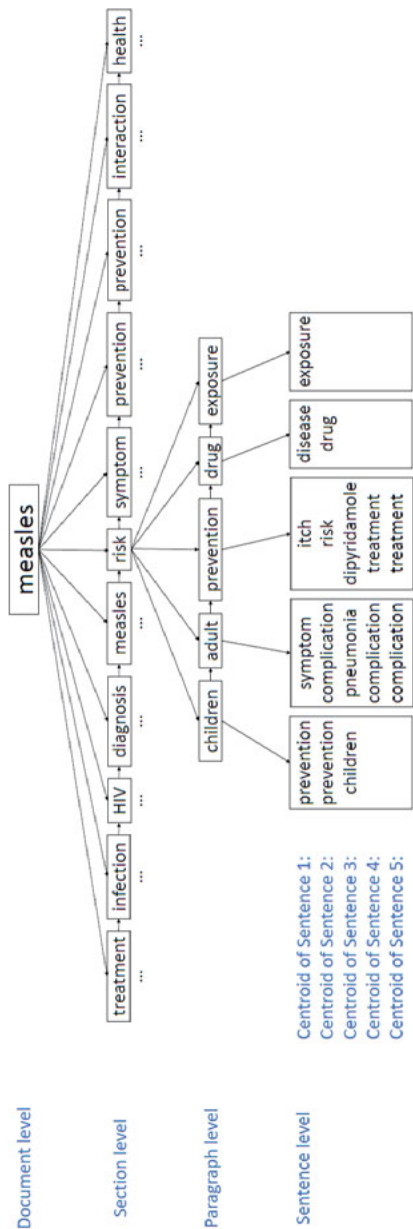 Document level
measles
Section level
treatment infection HIV diagnosis measles risk symptom prevention prevention interaction health
... ... ... ... ... ... ... ... ... ...
Paragraph level
children adult prevention drug exposure
Sentence level
Centroid of Sentence 1: prevention symptom itch disease exposure
Centroid of Sentence 2: prevention complication risk drug
Centroid of Sentence 3: children pneumonia dipyridamole
Centroid of Sentence 4: complication treatment
Centroid of Sentence 5: complication treatment